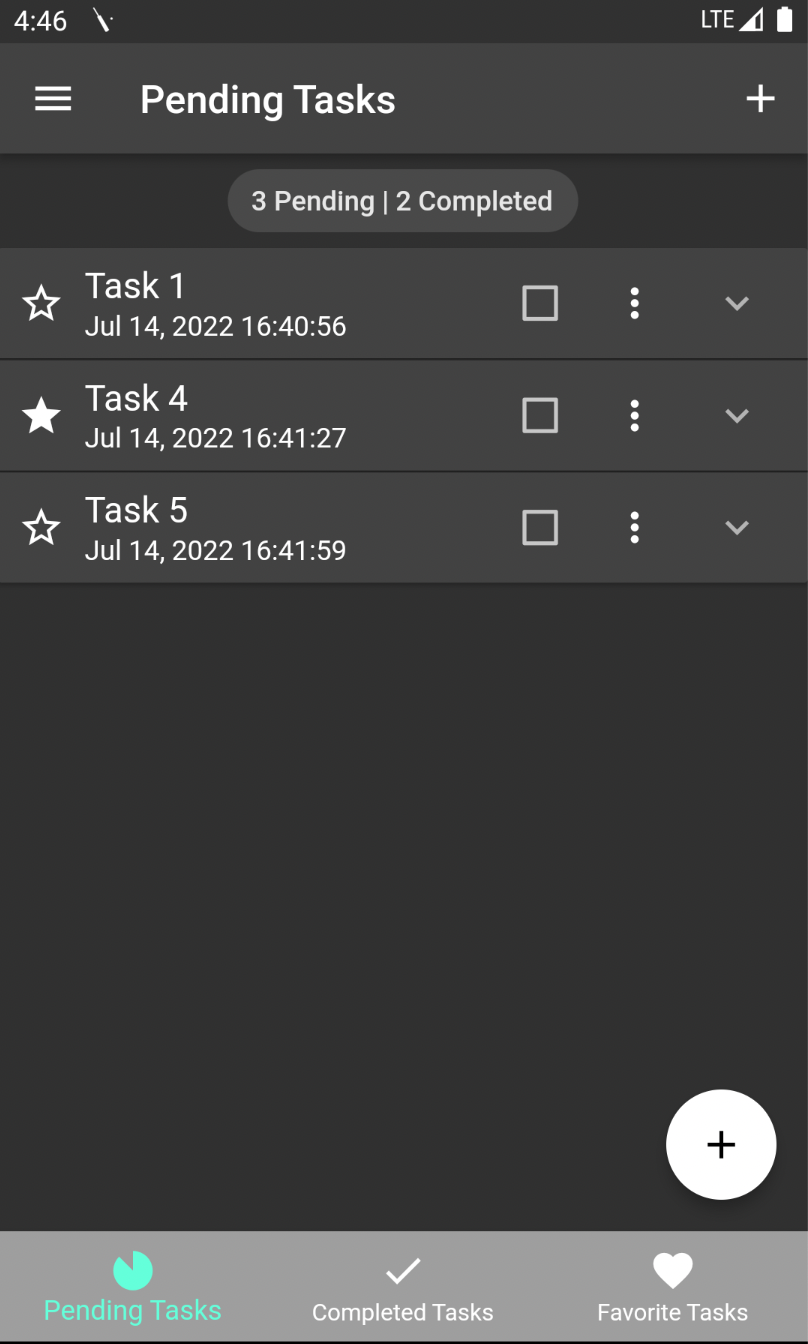 4:46 LTE
Pending Tasks
3 Pending | 2 Completed
Task 1
Jul 14, 2022 16:40:56
Task 4
Jul 14, 2022 16:41:27
Task 5
Jul 14, 2022 16:41:59
Pending Tasks Completed Tasks Favorite Tasks